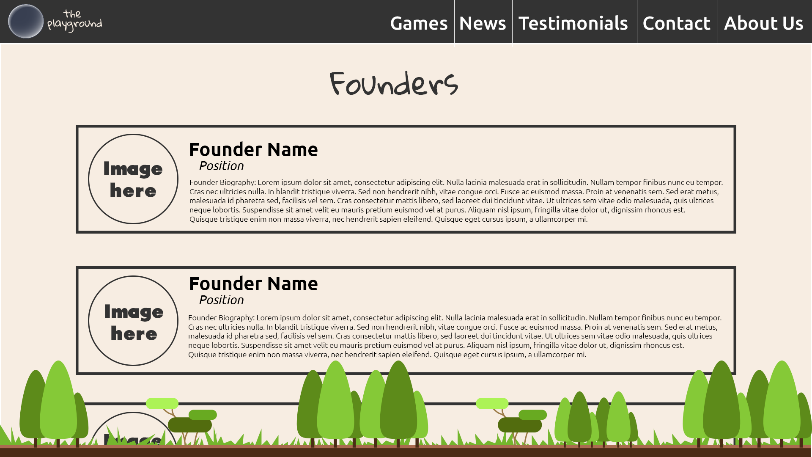 the
playground
Games News Testimonials Contact About Us
Founders
Image
here
Founder Name
Position
Founder Biography: Lorem ipsum dolor sit amet, consectetur adipiscing elit. Nulla lacinia malesuada erat in sollicitudin. Nullam tempor finibus nunc eu tempor.
Cras nec ultricies nulla. In blandit tristique viverra. Sed non hendrerit nibh, vitae congue orci. Fusce ac euismod massa. Proin at venenatis sem. Sed erat metus,
malesuada id pharetra sed, facilisis vel sem. Cras consectetur mattis libero, sed laoreet dui tincidunt vitae. Ut ultrices sem vitae odio malesuada, quis ultrices
neque lobortis. Suspendisse sit amet velit eu mauris pretium euismod vel at purus. Aliquam nisl ipsum, fringilla vitae dolor ut, dignissim rhoncus est.
Quisque tristique enim non massa viverra, nec hendrerit sapien eleifend. Quisque eget cursus ipsum, a ullamcorper mi.
Image
here
Founder Name
Position
Founder Biography: Lorem ipsum dolor sit amet, consectetur adipiscing elit. Nulla lacinia malesuada erat in sollicitudin. Nullam tempor finibus nunc eu tempor.
Cras nec ultricies nulla. In blandit tristique viverra. Sed non hendrerit nibh, vitae congue orci. Fusce ac euismod massa. Proin at venenatis sem. Sed erat metus,
malesuada id pharetra sed, facilisis vel sem. Cras consectetur mattis libero, sed laoreet dui tincidunt vitae. Ut ultrices sem vitae odio malesuada, quis ultrices
neque lobortis. Suspendisse sit amet velit eu mauris pretium euismod vel at purus. Aliquam nisl ipsum, fringilla vitae dolor ut, dignissim rhoncus est.
Quisque tristique enim non massa viverra, nec hendrerit sapien eleifend. Quisque eget cursus ipsum, a ullamcorper mi.